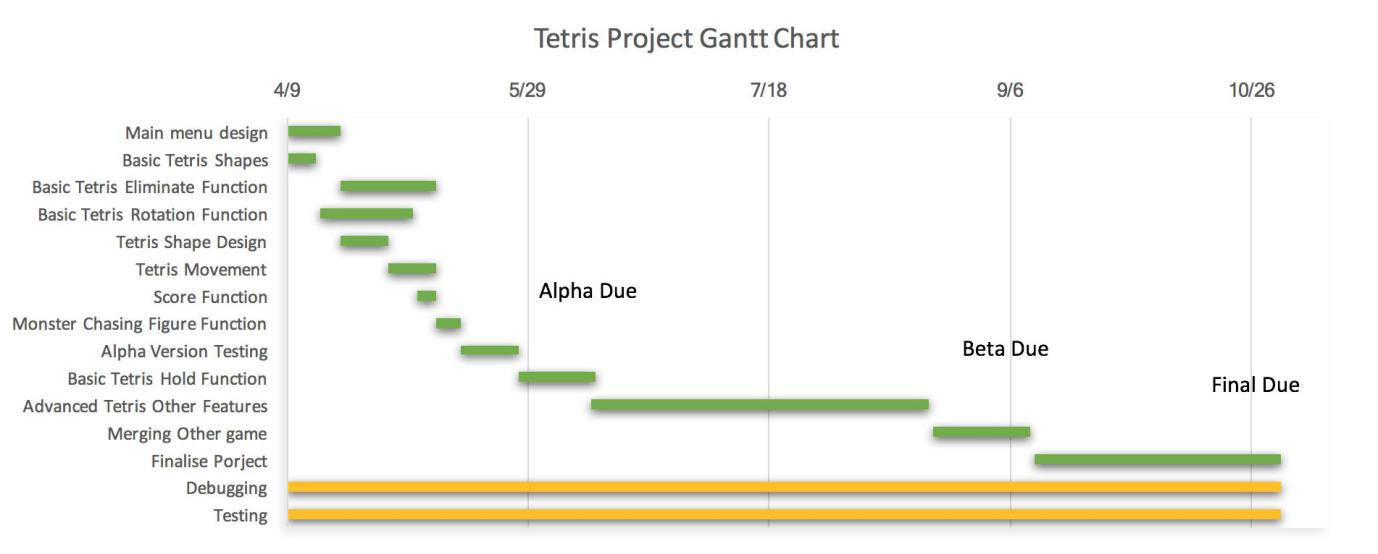 Tetris Project Gantt Chart
4/9 5/29 7/18 9/6 10/26
Main menu design
Basic Tetris Shapes
Basic Tetris Eliminate Function
Basic Tetris Rotation Function
Tetris Shape Design
Tetris Movement
Score Function
Alpha Due
Monster Chasing Figure Function
Alpha Version Testing
Beta Due
Basic Tetris Hold Function
Final Due
Advanced Tetris Other Features
Merging Other game
Finalise Porject
Debugging
Testing